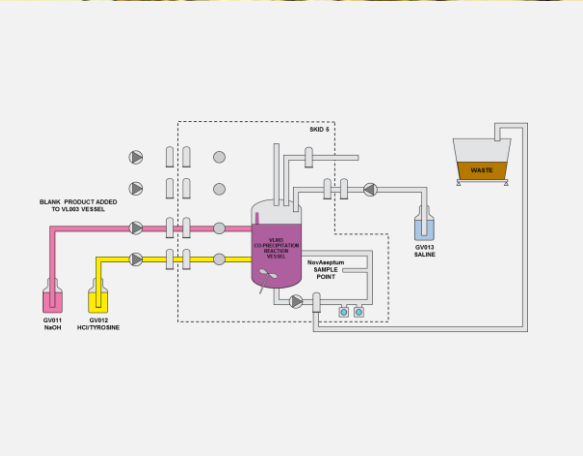 SKID 5
WASTE
BLANK PRODUCT ADDED
TO VL003 VESSEL
VL003
CO-PRECIPITATION
REACTION
VESSEL
GV013
SALINE
NovAseptum
SAMPLE
POINT
GV011
NaOH
GV012
HCl/TYROSINE